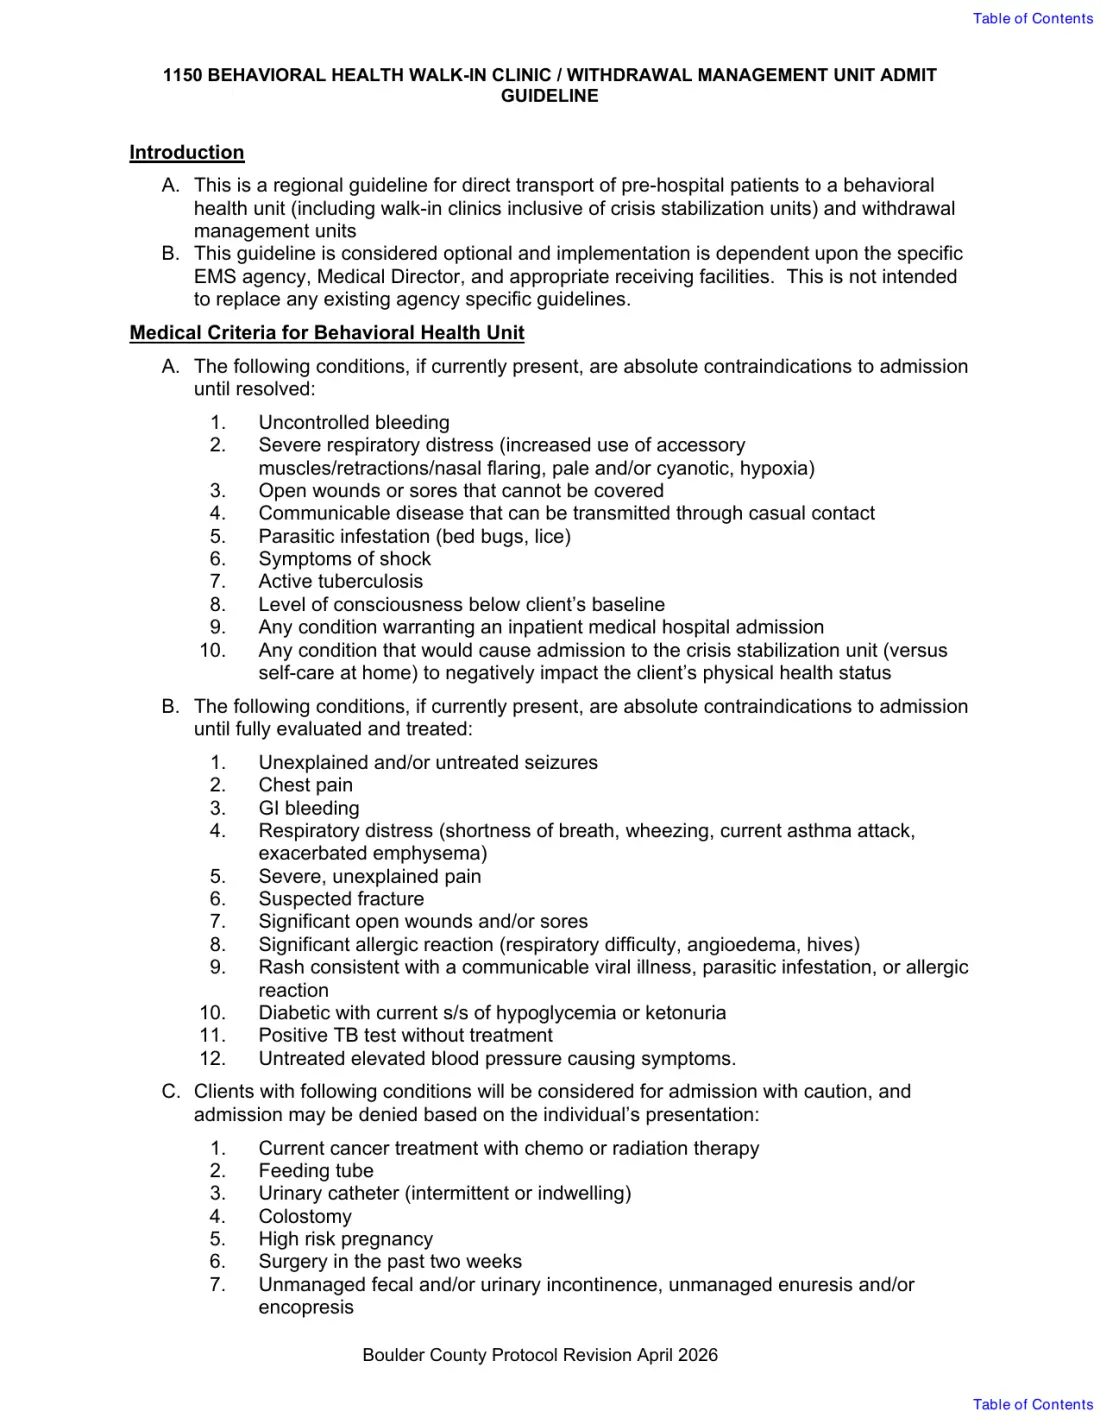 Table of Contents
1150 BEHAVIORAL HEALTH WALK-IN CLINIC / WITHDRAWAL MANAGEMENT UNIT ADMIT
GUIDELINE
Introduction
A. This is a regional guideline for direct transport of pre-hospital patients to a behavioral
health unit (including walk-in clinics inclusive of crisis stabilization units) and withdrawal
management units
B. This guideline is considered optional and implementation is dependent upon the specific
EMS agency, Medical Director, and appropriate receiving facilities.  This is not intended
to replace any existing agency specific guidelines.
Medical Criteria for Behavioral Health Unit
A. The following conditions, if currently present, are absolute contraindications to admission
until resolved:
1. Uncontrolled bleeding
2. Severe respiratory distress (increased use of accessory
muscles/retractions/nasal flaring, pale and/or cyanotic, hypoxia)
3. Open wounds or sores that cannot be covered
4. Communicable disease that can be transmitted through casual contact
5. Parasitic infestation (bed bugs, lice)
6. Symptoms of shock
7. Active tuberculosis
8. Level of consciousness below client’s baseline
9. Any condition warranting an inpatient medical hospital admission
10. Any condition that would cause admission to the crisis stabilization unit (versus
self-care at home) to negatively impact the client’s physical health status
B. The following conditions, if currently present, are absolute contraindications to admission
until fully evaluated and treated:
1. Unexplained and/or untreated seizures
2. Chest pain
3. GI bleeding
4. Respiratory distress (shortness of breath, wheezing, current asthma attack,
exacerbated emphysema)
5. Severe, unexplained pain
6. Suspected fracture
7. Significant open wounds and/or sores
8. Significant allergic reaction (respiratory difficulty, angioedema, hives)
9. Rash consistent with a communicable viral illness, parasitic infestation, or allergic
reaction
10. Diabetic with current s/s of hypoglycemia or ketonuria
11. Positive TB test without treatment
12. Untreated elevated blood pressure causing symptoms.
C. Clients with following conditions will be considered for admission with caution, and
admission may be denied based on the individual’s presentation:
1. Current cancer treatment with chemo or radiation therapy
2. Feeding tube
3. Urinary catheter (intermittent or indwelling)
4. Colostomy
5. High risk pregnancy
6. Surgery in the past two weeks
7. Unmanaged fecal and/or urinary incontinence, unmanaged enuresis and/or
encopresis
Boulder County Protocol Revision April 2026
Table of Contents